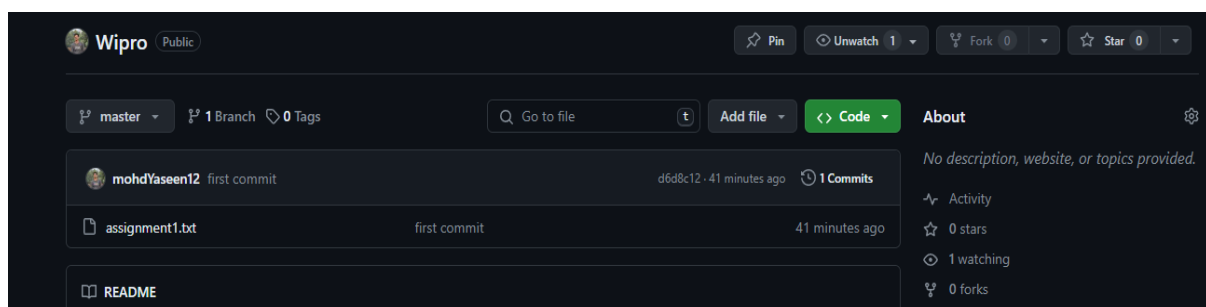 Wipro Public
Pin
Unwatch 1
Fork 0
Star 0
master
1 Branch
0 Tags
Go to file t
Add file
<> Code
mohdYaseen12 first commit
d6d8c12 · 41 minutes ago
1 Commits
assignment1.txt first commit 41 minutes ago
README
About
No description, website, or topics provided.
Activity
0 stars
1 watching
0 forks